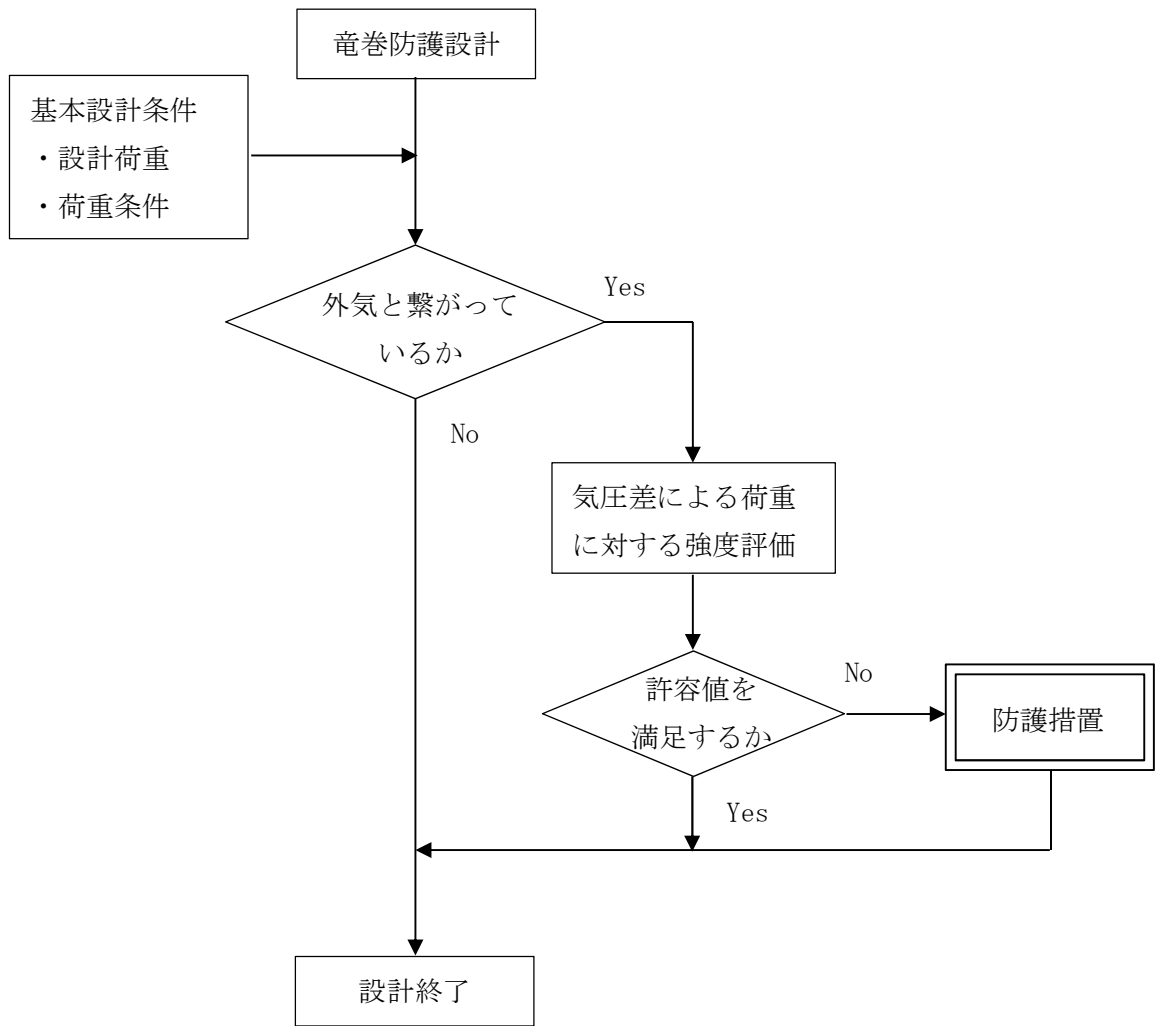 竜巻防護設計
基本設計条件
・設計荷重
・荷重条件
外気と繋がって
いるか
Yes
No
気圧差による荷重
に対する強度評価
許容値を
満足するか
No
防護措置
Yes
設計終了